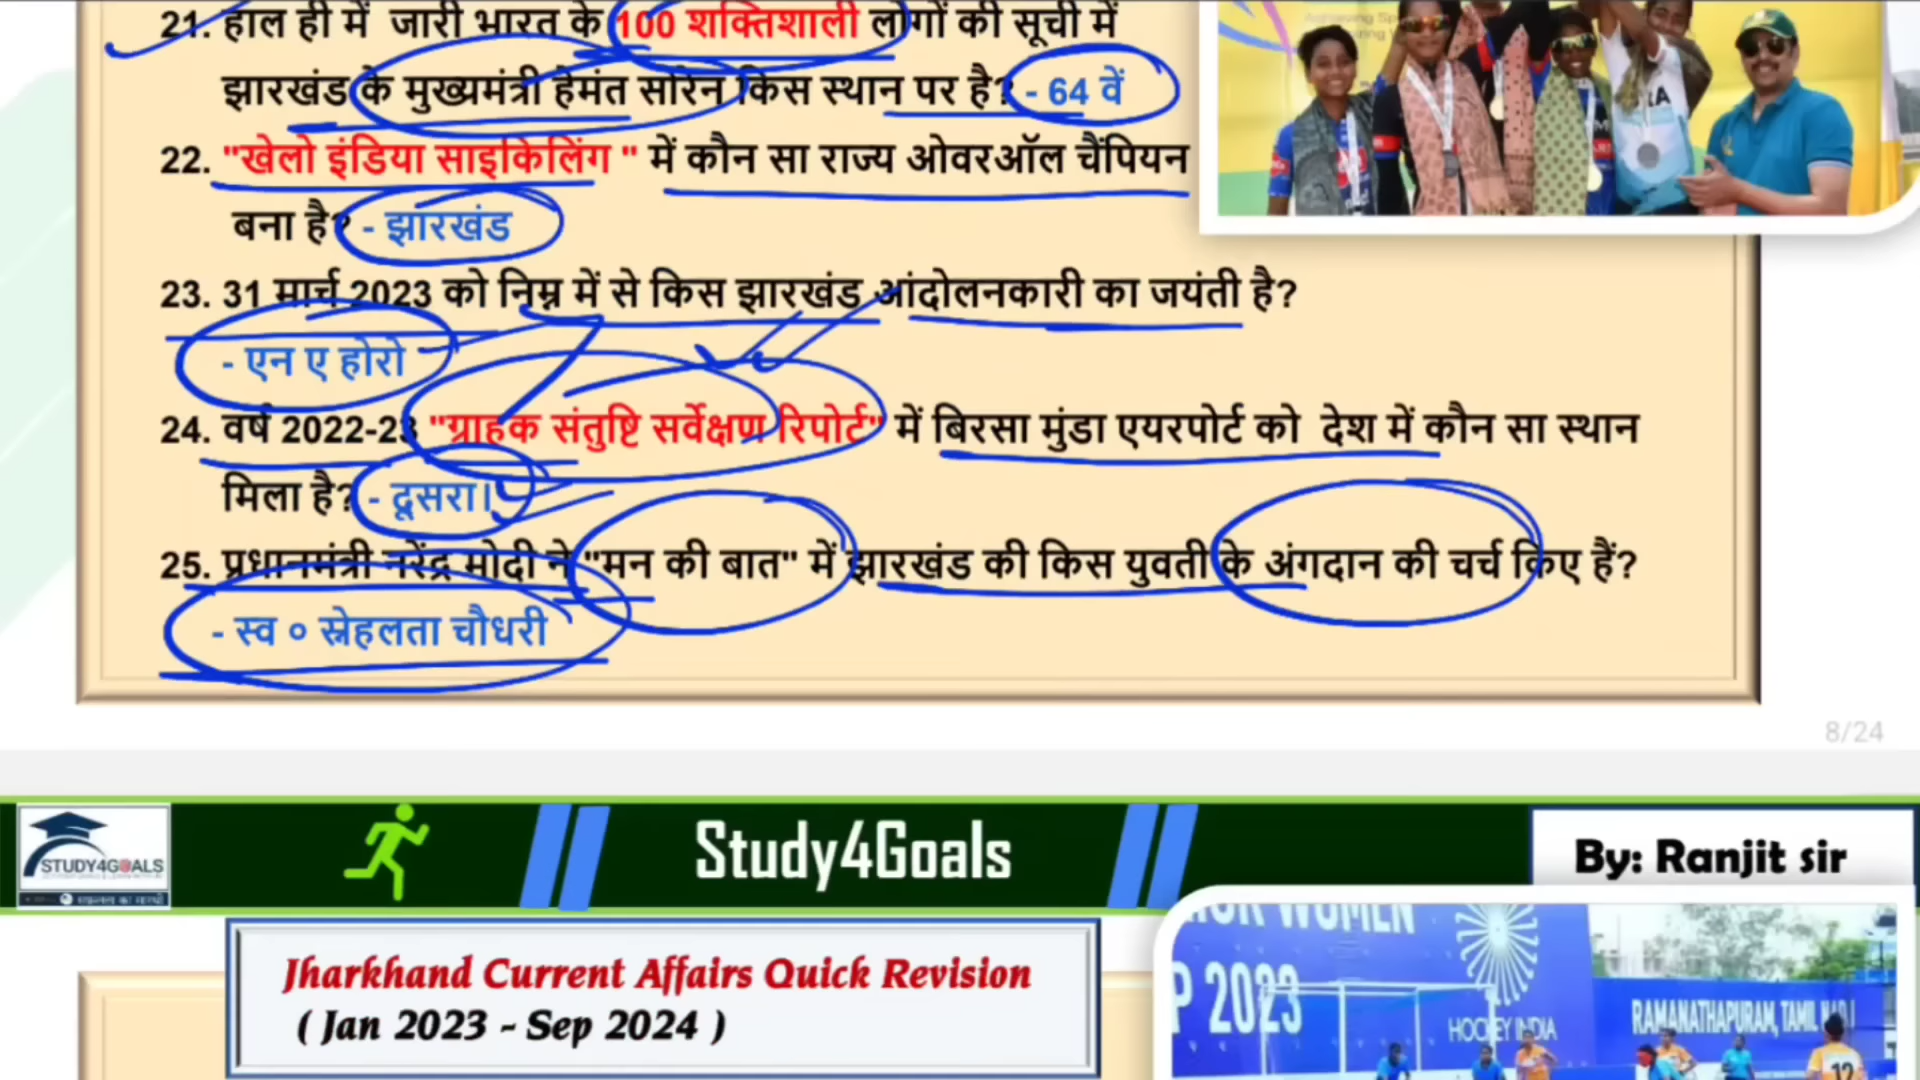 21. हाल ही में जारी भारत के 100 शक्तिशाली लोगों की सूची में
झारखंड के मुख्यमंत्री हेमंत सोरेन किस स्थान पर है? - 64 वें
22. "खेलो इंडिया साइकिलिंग " में कौन सा राज्य ओवरऑल चैंपियन
बना है? - झारखंड
23. 31 मार्च 2023 को निम्न में से किस झारखंड आंदोलनकारी का जयंती है?
- एन ए होरो
24. वर्ष 2022-23 "ग्राहक संतुष्टि सर्वेक्षण रिपोर्ट" में बिरसा मुंडा एयरपोर्ट को देश में कौन सा स्थान
मिला है? - दूसरा।
25. प्रधानमंत्री नरेंद्र मोदी ने "मन की बात" में झारखंड की किस युवती के अंगदान की चर्च किए हैं?
- स्व ० स्नेहलता चौधरी
8/24
STUDY4GOALS
Study4Goals
By: Ranjit sir
Jharkhand Current Affairs Quick Revision
( Jan 2023 - Sep 2024 )
WOMEN
P 2023
HOCKEY INDIA
RAMANATHAPURAM, TAMIL
12